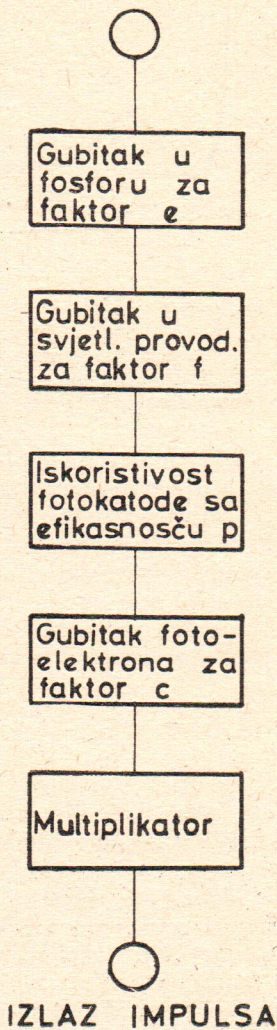 Gubitak u
fosforu za
faktor e
Gubitak u
svjetl. provod.
za faktor f
Iskoristivost
fotokatode sa
efikasnosču p
Gubitak foto-
elektrona za
faktor c
Multiplikator
IZLAZ IMPULSA